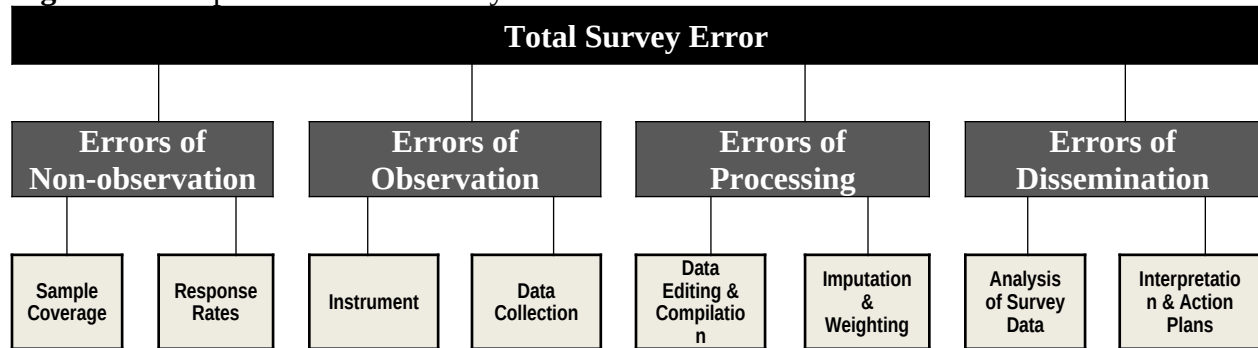 Total Survey Error
Errors of
Non-observation
Errors of
Observation
Errors of
Processing
Errors of
Dissemination
Sample
Coverage
Response
Rates
Instrument
Data
Collection
Data
Editing &
Compilatio
n
Imputation
&
Weighting
Analysis
of Survey
Data
Interpretatio
n & Action
Plans